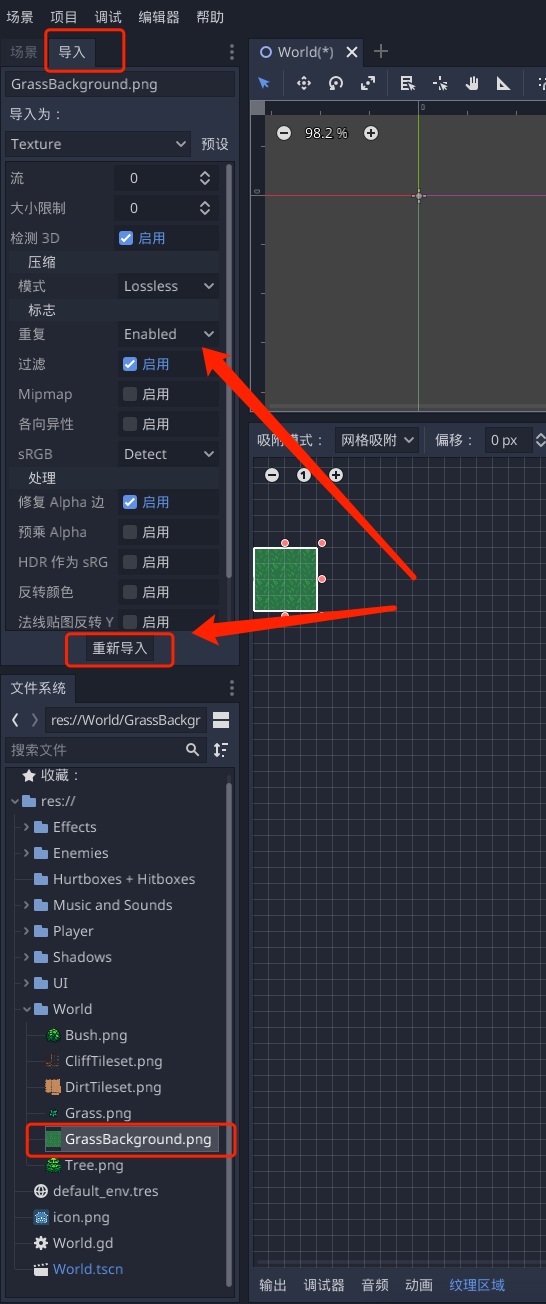 场景 项目 调试 编辑器 帮助
场景 导入
World(*)
GrassBackground.png
导入为：
Texture 预设
0
98.2 %
流 0
大小限制 0
检测 3D 启用
压缩
0
模式 Lossless
标志
重复 Enabled
过滤 启用
Mipmap 启用
各向异性 启用
sRGB Detect
处理
修复 Alpha 边 启用
预乘 Alpha 启用
HDR 作为 sRG 启用
反转颜色 启用
法线贴图反转 Y 启用
重新导入
吸附模式： 网格吸附 偏移： 0 px
1
文件系统
res://World/GrassBackgr
搜索文件
收藏：
res://
Effects
Enemies
Hurtboxes + Hitboxes
Music and Sounds
Player
Shadows
UI
World
Bush.png
CliffTileset.png
DirtTileset.png
Grass.png
GrassBackground.png
Tree.png
default_env.tres
icon.png
World.gd
World.tscn
输出 调试器 音频 动画 纹理区域